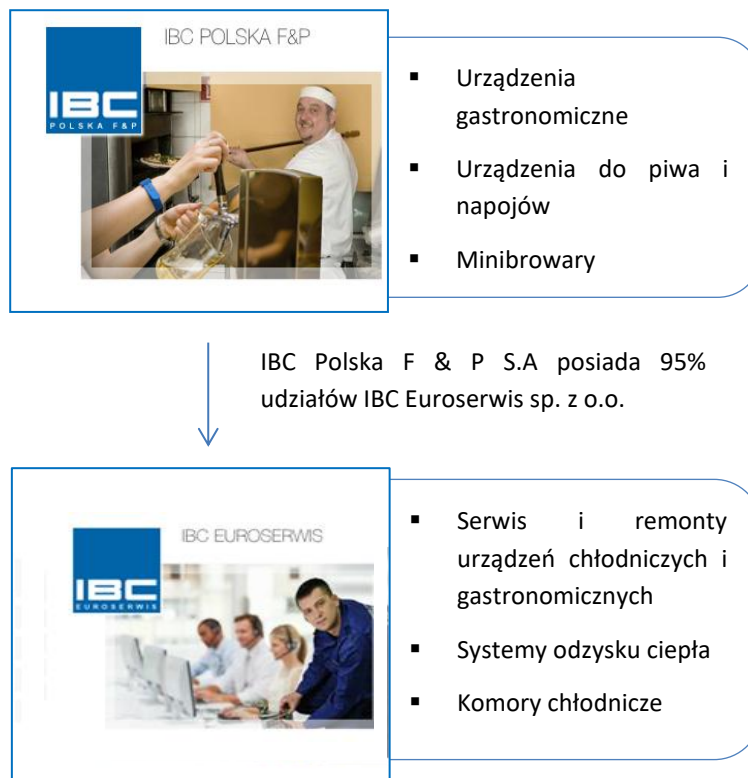 IBC POLSKA F&P
IBC
POLSKA F&P
▪ Urządzenia
gastronomiczne
▪ Urządzenia do piwa i
napojów
▪ Minibrowary
IBC Polska F & P S.A posiada 95%
udziałów IBC Euroserwis sp. z o.o.
IBC EUROSERWIS
IBC
EUROSERWIS
▪ Serwis i remonty
urządzeń chłodniczych i
gastronomicznych
▪ Systemy odzysku ciepła
▪ Komory chłodnicze